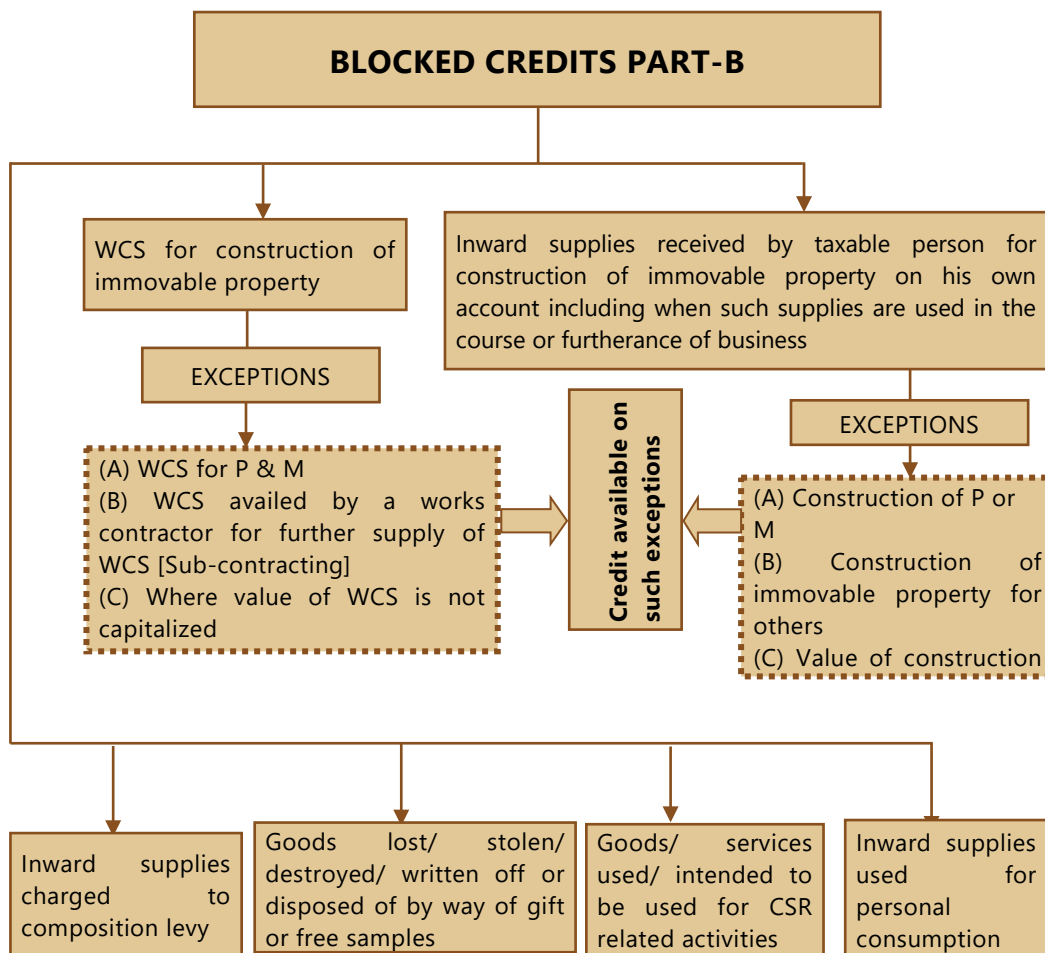 BLOCKED CREDITS PART-B
WCS for construction of
immovable property
Inward supplies received by taxable person for
construction of immovable property on his own
account including when such supplies are used in the
course or furtherance of business
EXCEPTIONS
EXCEPTIONS
(A) WCS for P & M
(B) WCS availed by a works
contractor for further supply of
WCS [Sub-contracting]
(C) Where value of WCS is not
capitalized
Credit available on
such exceptions
(A) Construction of P or
M
(B) Construction of
immovable property for
others
(C) Value of construction
Inward supplies
charged to
composition levy
Goods lost/ stolen/
destroyed/ written off or
disposed of by way of gift
or free samples
Goods/ services
used/ intended to
be used for CSR
related activities
Inward supplies
used for
personal
consumption